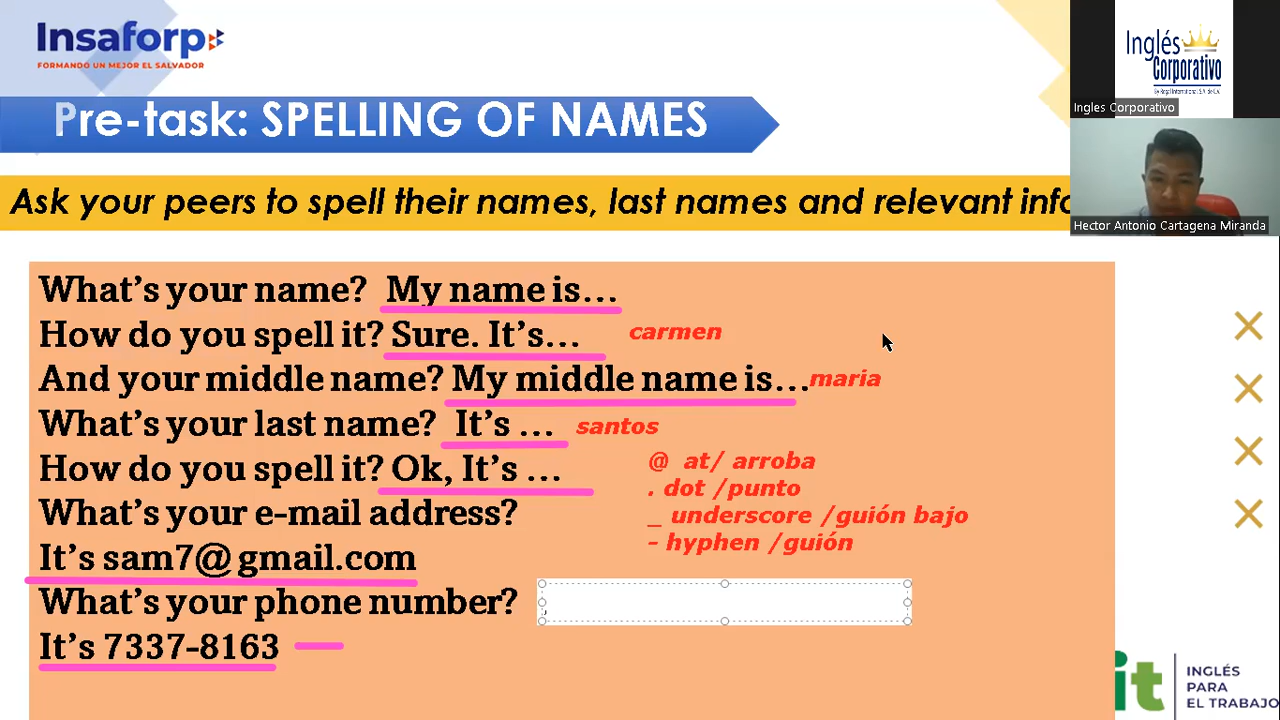 Insaforp
FORMANDO UN MEJOR EL SALVADOR
Inglés
Corporativo
Ingles Corporativo
Pre-task: SPELLING OF NAMES
Ask your peers to spell their names, last names and relevant info
Hector Antonio Cartagena Miranda
What's your name? My name is...
How do you spell it? Sure. It's... carmen
And your middle name? My middle name is... maria
What's your last name? It's ... santos
How do you spell it? Ok, It's ...
@ at/ arroba
. dot /punto
_ underscore /guión bajo
- hyphen /guión
What's your e-mail address?
It's sam7@gmail.com
What's your phone number?
It's 7337-8163
it
INGLÉS
PARA
EL TRABAJO